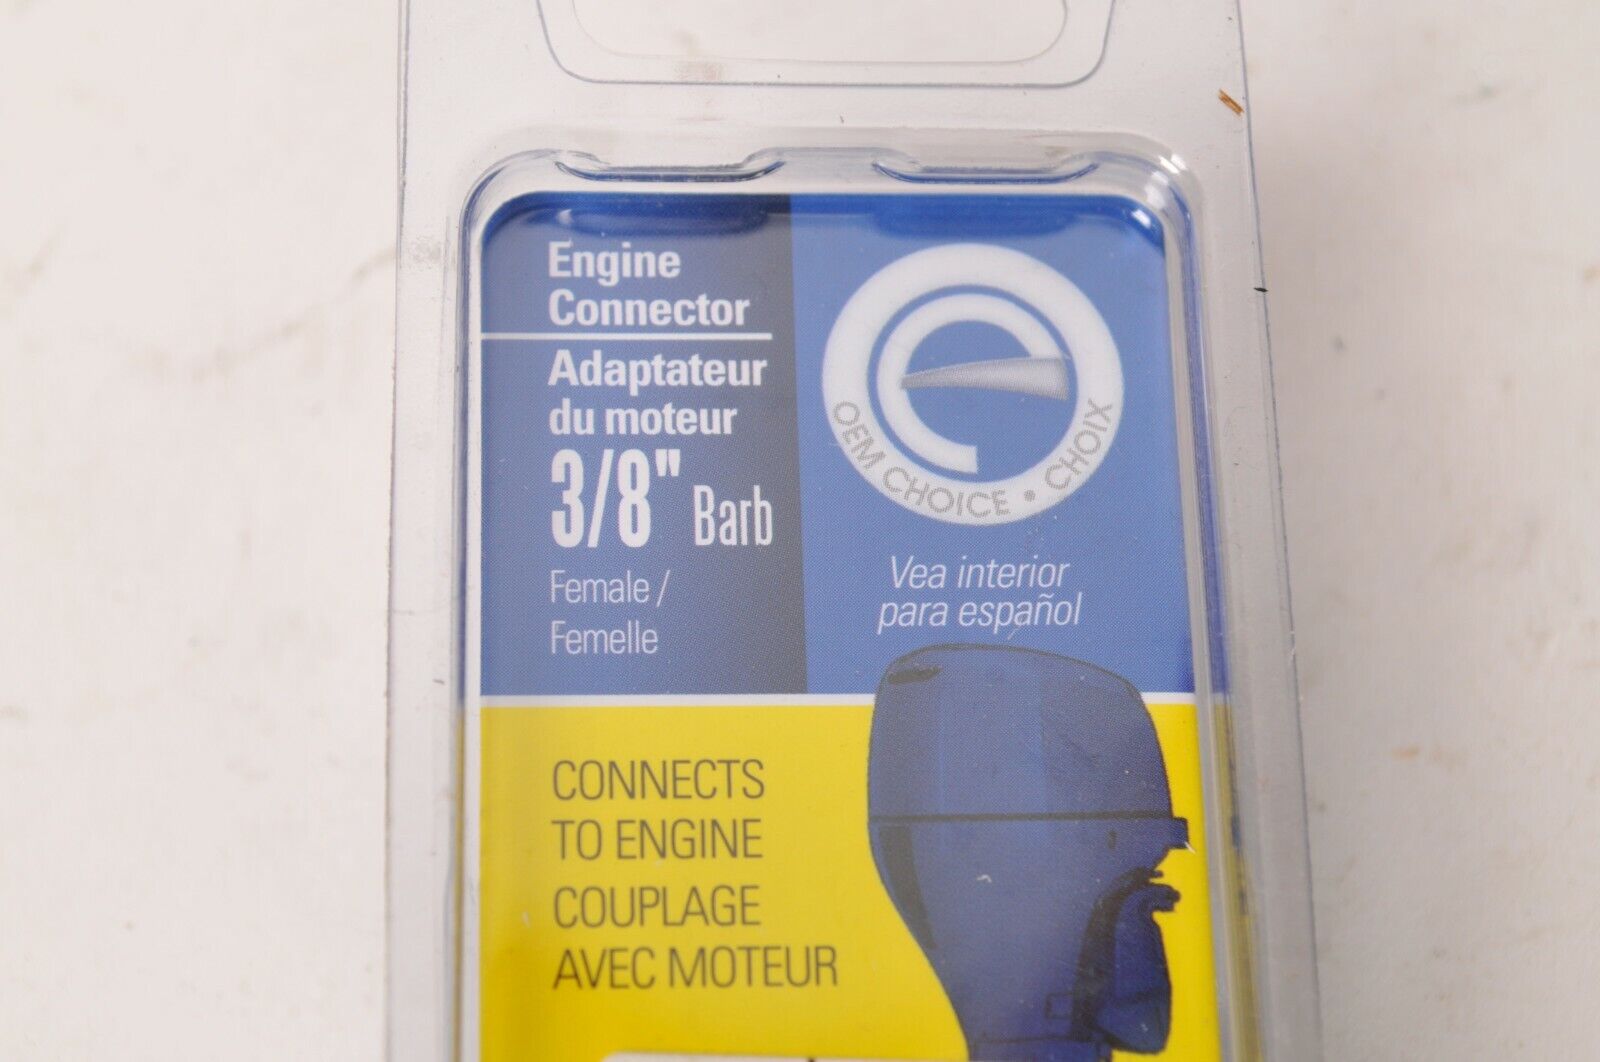 Engine
Connector
Adaptateur
du moteur
3/8" Barb
Female /
Femelle
OEM CHOICE • CHOIX
Vea interior
para español
CONNECTS
TO ENGINE
COUPLAGE
AVEC MOTEUR